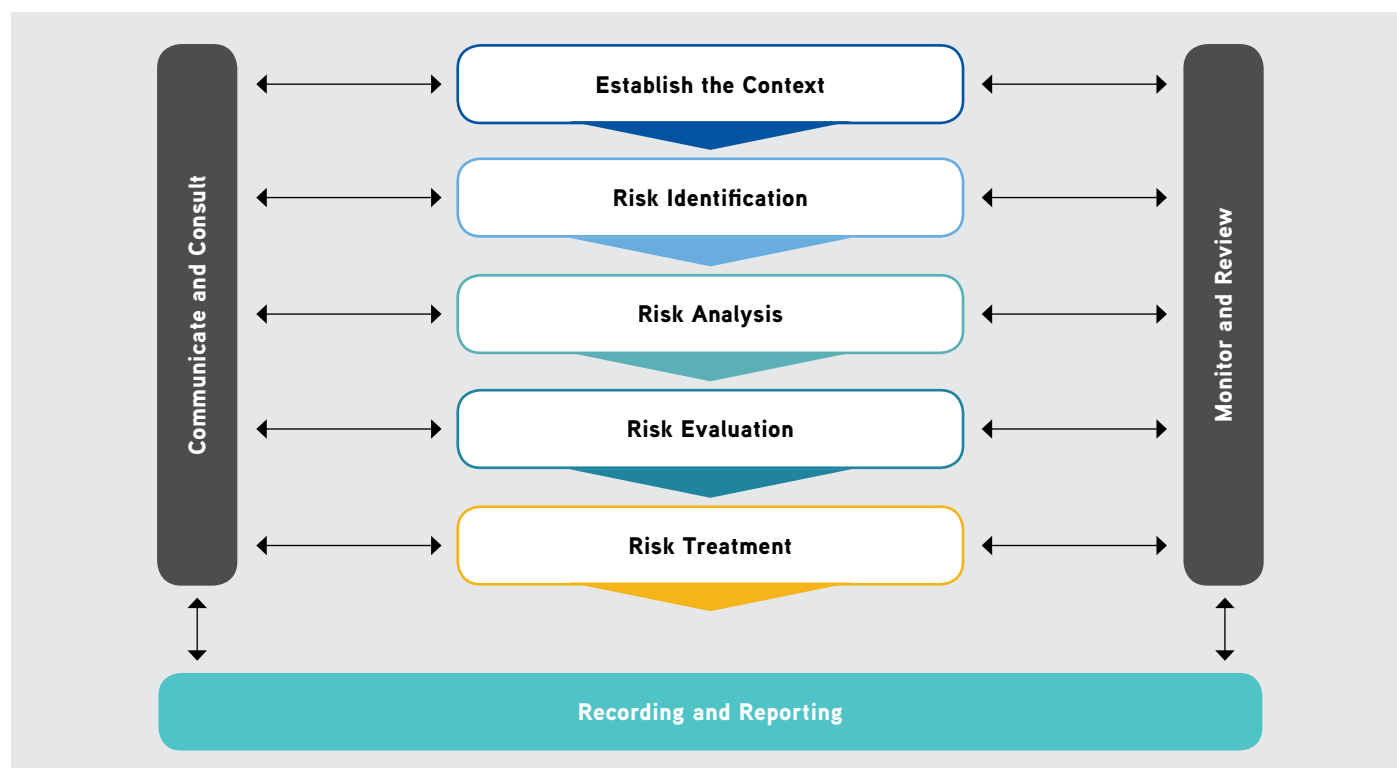 Establish the Context
Risk Identification
Risk Analysis
Risk Evaluation
Risk Treatment
Communicate and Consult
Monitor and Review
Recording and Reporting